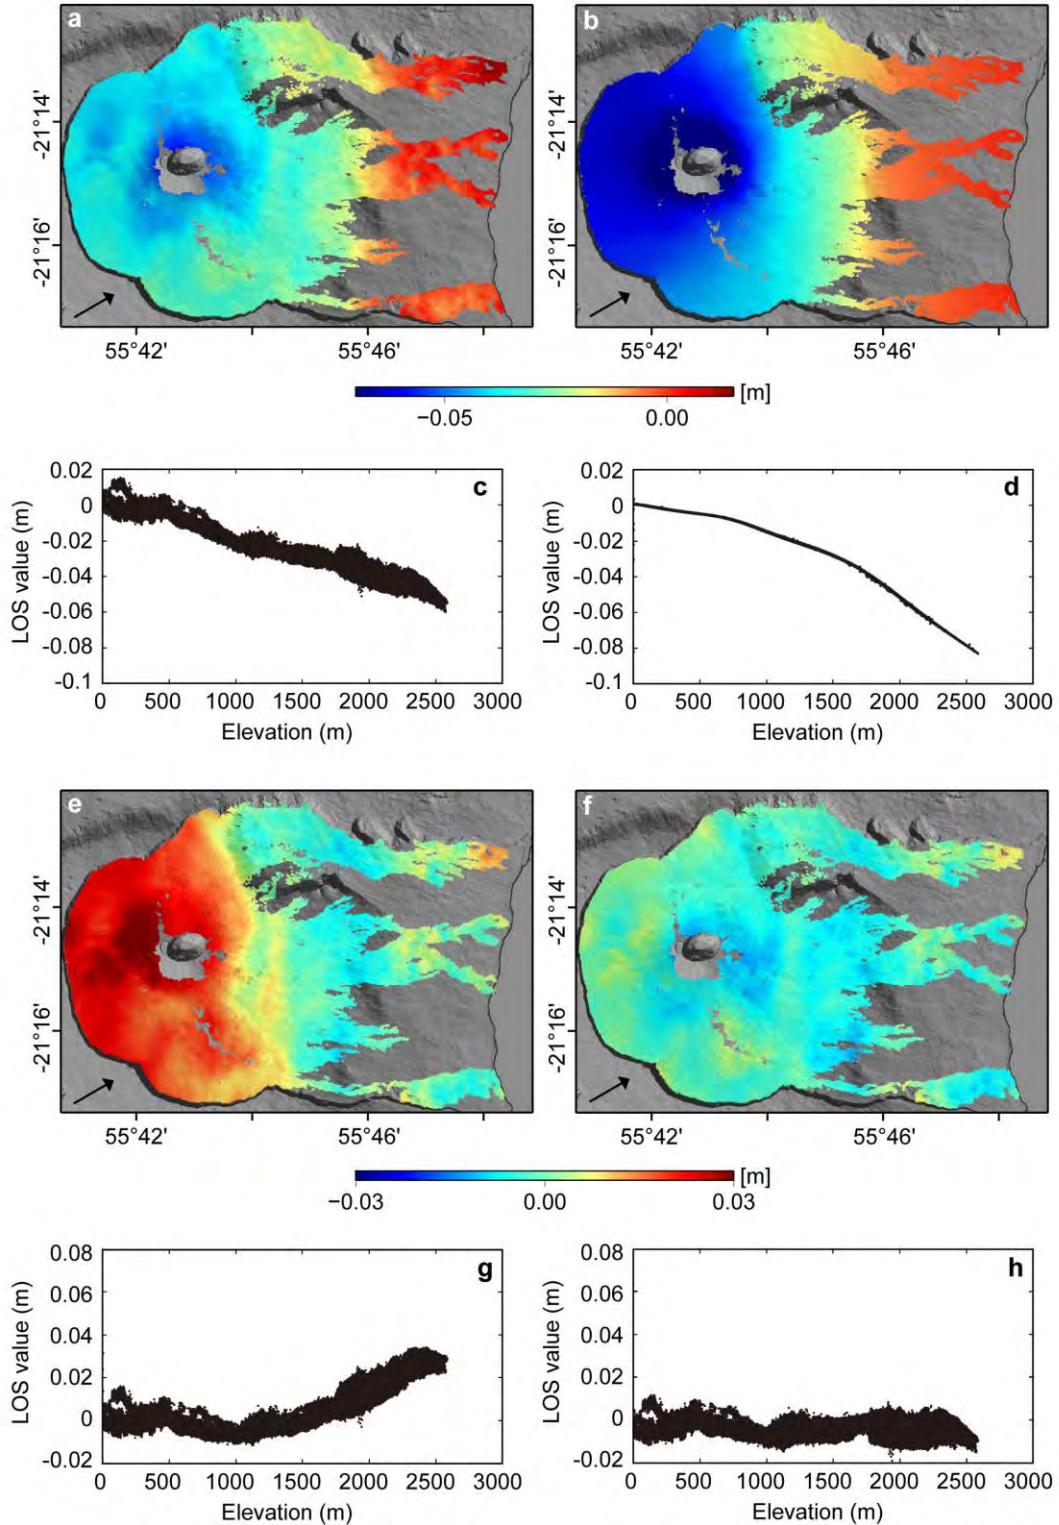 a
b
-21°14'
-21°16'
55°42'
55°46'
-21°14'
-21°16'
55°42'
55°46'
−0.05
0.00
[m]
c
LOS value (m)
0.02
0
-0.02
-0.04
-0.06
-0.08
-0.1
0 500 1000 1500 2000 2500 3000
Elevation (m)
d
LOS value (m)
0.02
0
-0.02
-0.04
-0.06
-0.08
-0.1
0 500 1000 1500 2000 2500 3000
Elevation (m)
e
f
-21°14'
-21°16'
55°42'
55°46'
-21°14'
-21°16'
55°42'
55°46'
−0.03
0.00
0.03
[m]
g
LOS value (m)
0.08
0.06
0.04
0.02
0
-0.02
0 500 1000 1500 2000 2500 3000
Elevation (m)
h
LOS value (m)
0.08
0.06
0.04
0.02
0
-0.02
0 500 1000 1500 2000 2500 3000
Elevation (m)